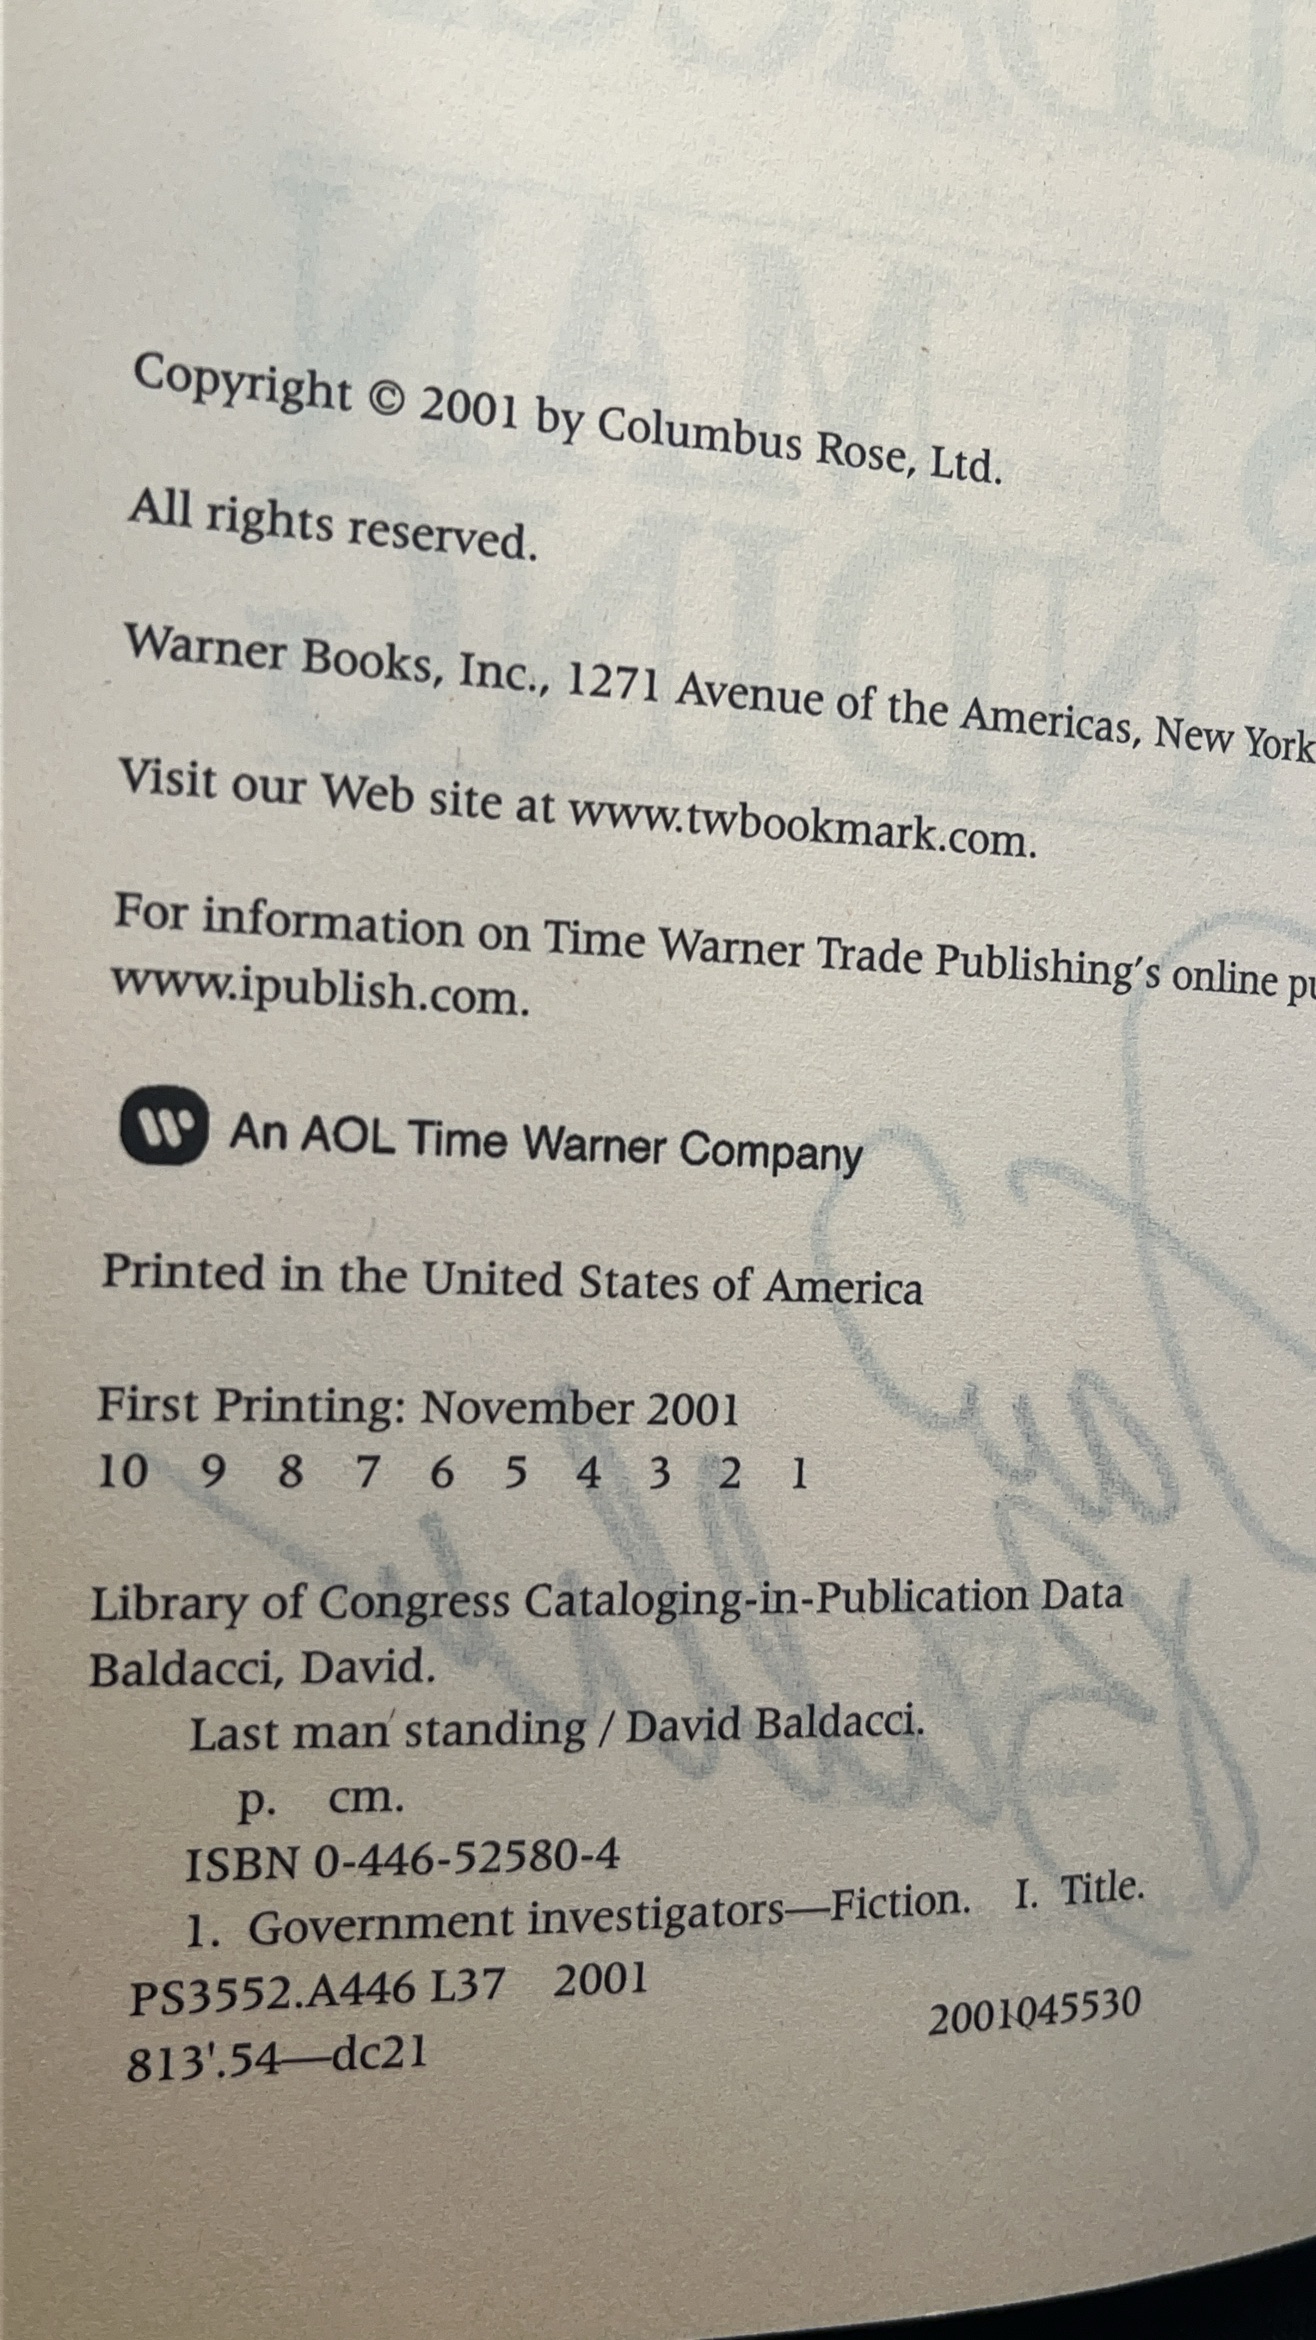 Copyright © 2001 by Columbus Rose, Ltd.
All rights reserved.
Warner Books, Inc., 1271 Avenue of the Americas, New York
Visit our Web site at www.twbookmark.com.
For information on Time Warner Trade Publishing's online
www.ipublish.com.
An AOL Time Warner Company
Printed in the United States of America
First Printing: November 2001
10 9 8 7 6 5 4 3 2 1
Library of Congress Cataloging-in-Publication Data
Baldacci, David.
Last man standing / David Baldacci.
p. cm.
ISBN 0-446-52580-4
1. Government investigators—Fiction. I. Title.
PS3552.A446 L37 2001
813'.54—dc21 2001045530